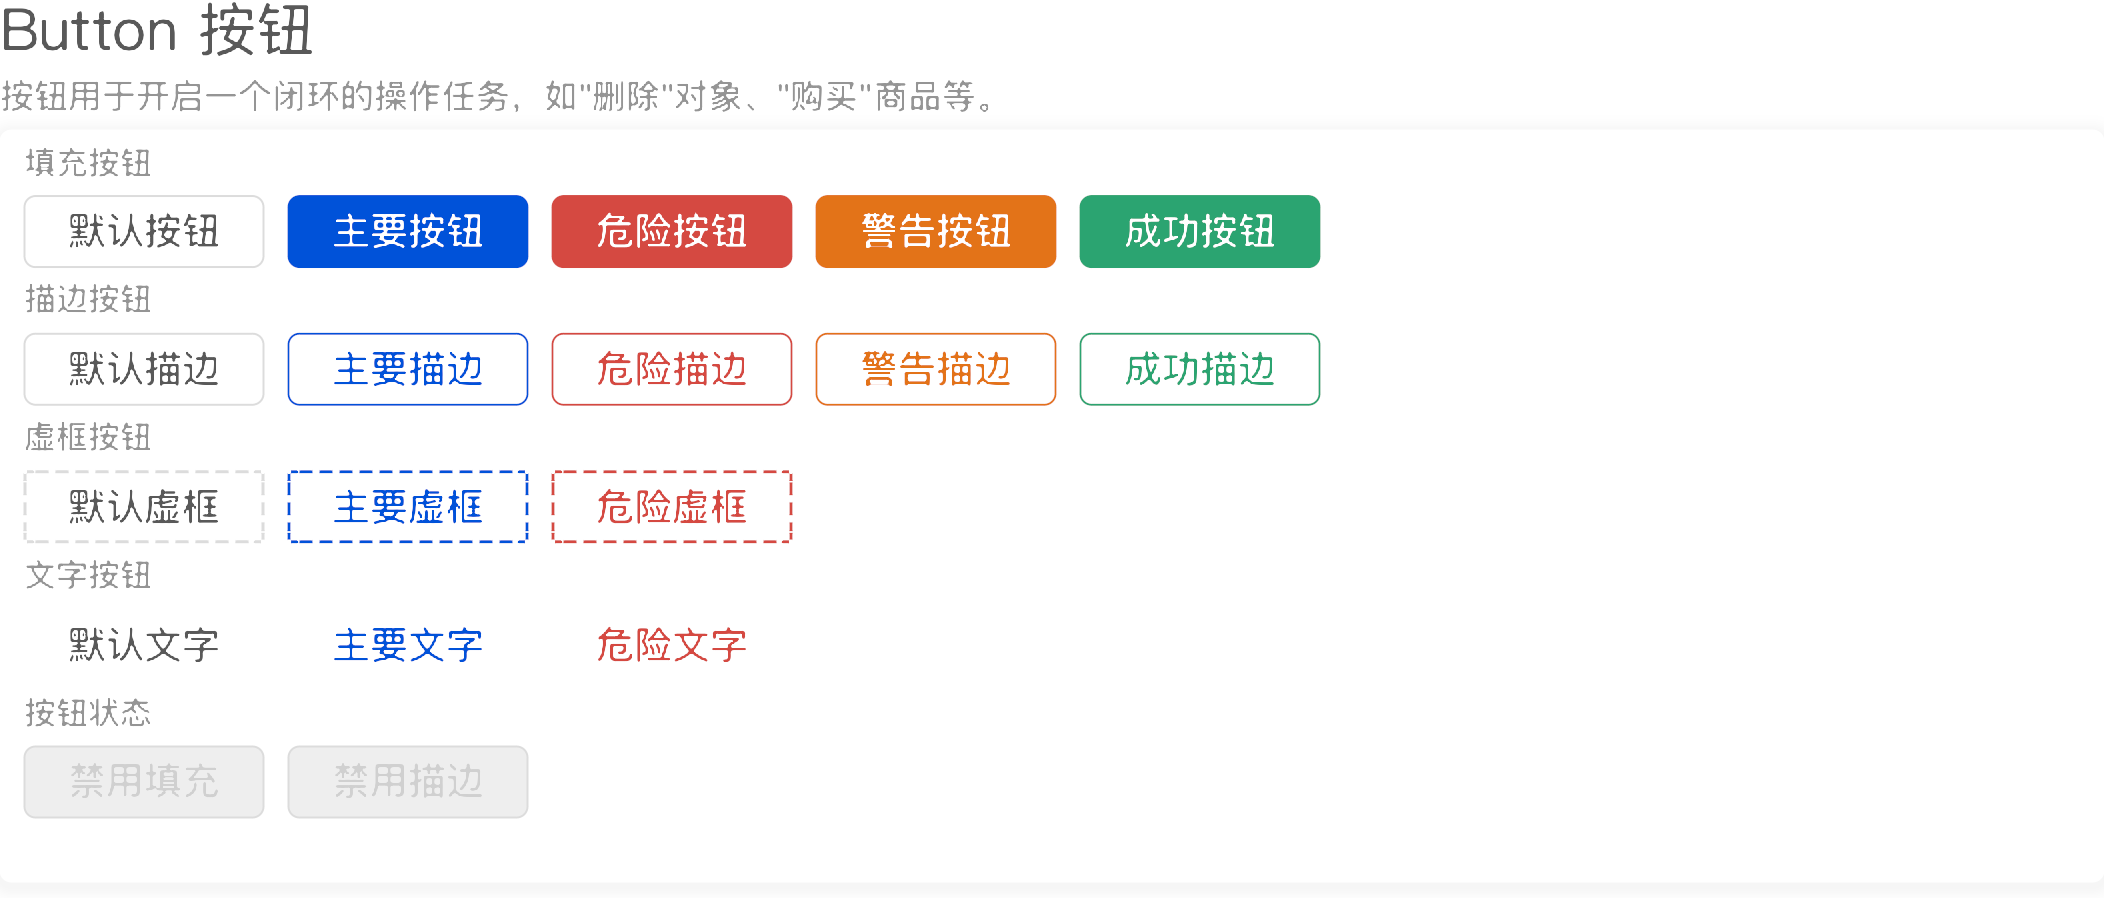 Button 按钮
按钮用于开启一个闭环的操作任务，如"删除"对象、"购买"商品等。
填充按钮
默认按钮 主要按钮 危险按钮 警告按钮 成功按钮
描边按钮
默认描边 主要描边 危险描边 警告描边 成功描边
虚框按钮
默认虚框 主要虚框 危险虚框
文字按钮
默认文字 主要文字 危险文字
按钮状态
禁用填充 禁用描边